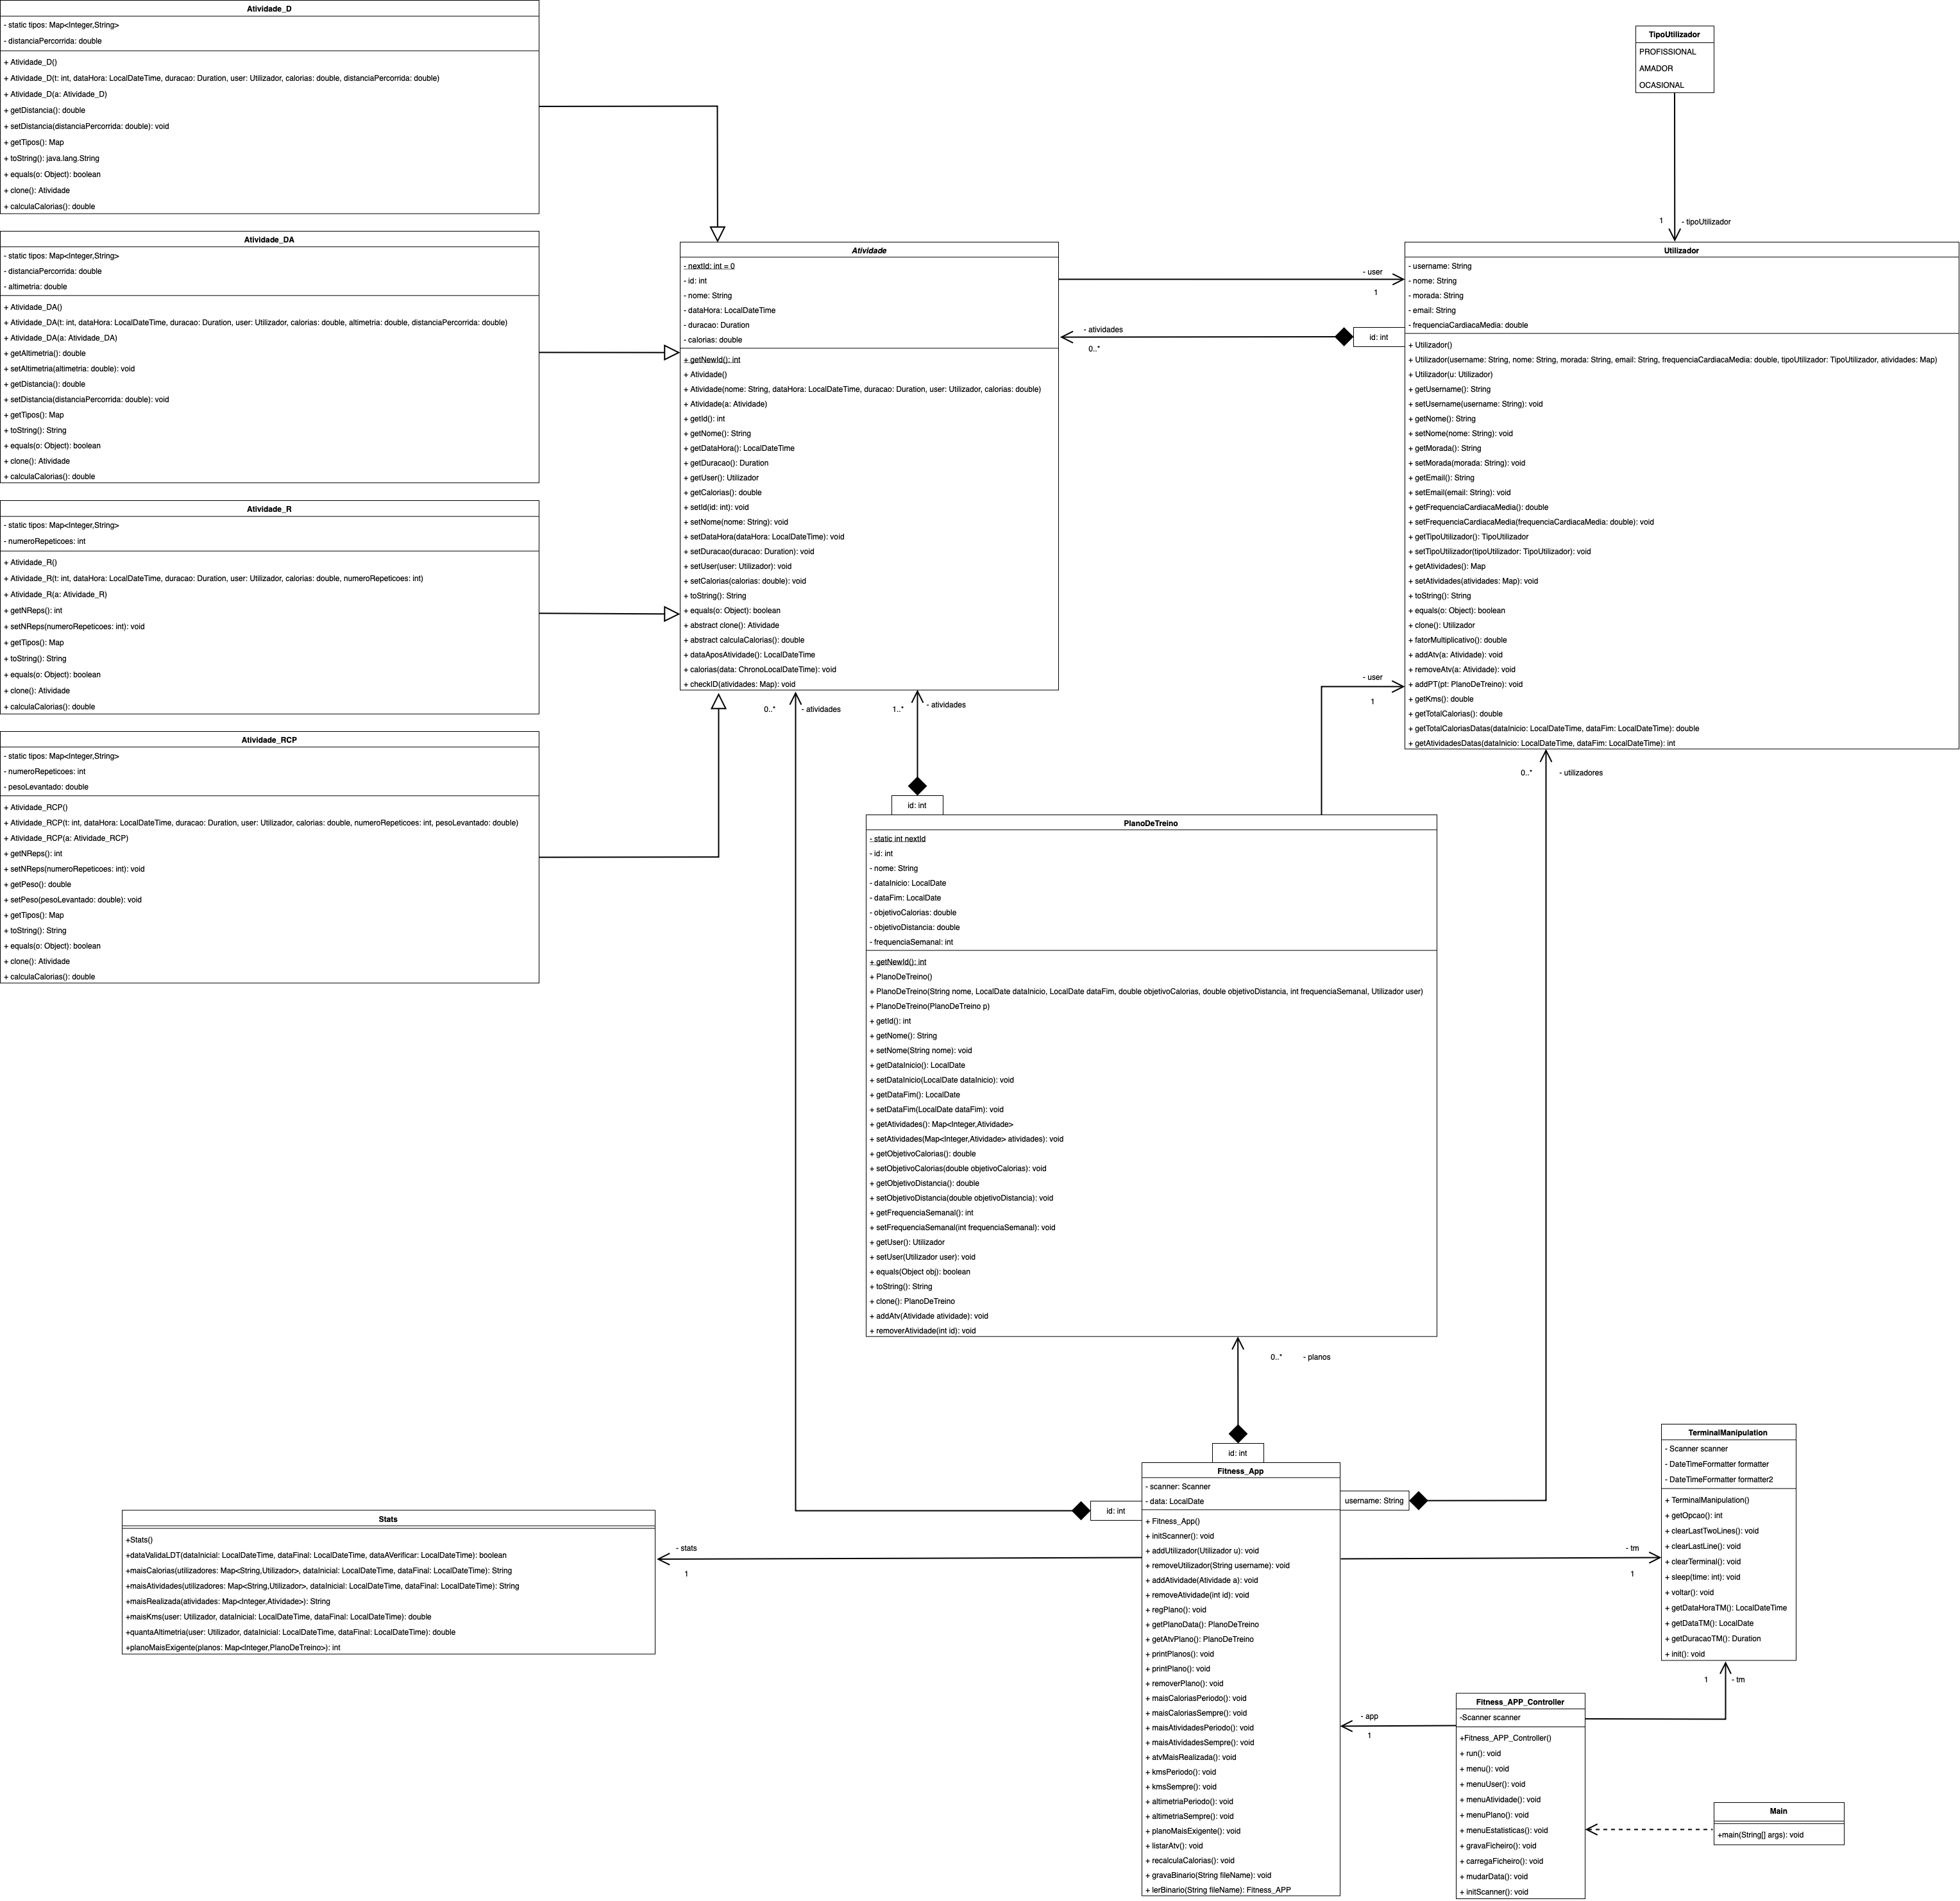 Atividade_D
- static tipos: Map<Integer,String>
- distanciaPercorrida: double
+ Atividade_D()
+ Atividade_D(t: int, dataHora: LocalDateTime, duracao: Duration, user: Utilizador, calorias: double, distanciaPercorrida: double)
+ Atividade_D(a: Atividade_D)
+ getDistancia(): double
+ setDistancia(distanciaPercorrida: double): void
+ getTipos(): Map
+ toString(): java.lang.String
+ equals(o: Object): boolean
+ clone(): Atividade
+ calculaCalorias(): double
Atividade_DA
- static tipos: Map<Integer,String>
- distanciaPercorrida: double
- altimetria: double
+ Atividade_DA()
+ Atividade_DA(t: int, dataHora: LocalDateTime, duracao: Duration, user: Utilizador, calorias: double, altimetria: double, distanciaPercorrida: double)
+ Atividade_DA(a: Atividade_DA)
+ getAltimetria(): double
+ setAltimetria(altimetria: double): void
+ getDistancia(): double
+ setDistancia(distanciaPercorrida: double): void
+ getTipos(): Map
+ toString(): String
+ equals(o: Object): boolean
+ clone(): Atividade
+ calculaCalorias(): double
Atividade_R
- static tipos: Map<Integer,String>
- numeroRepeticoes: int
+ Atividade_R()
+ Atividade_R(t: int, dataHora: LocalDateTime, duracao: Duration, user: Utilizador, calorias: double, numeroRepeticoes: int)
+ Atividade_R(a: Atividade_R)
+ getNReps(): int
+ setNReps(numeroRepeticoes: int): void
+ getTipos(): Map
+ toString(): String
+ equals(o: Object): boolean
+ clone(): Atividade
+ calculaCalorias(): double
Atividade_RCP
- static tipos: Map<Integer,String>
- numeroRepeticoes: int
- pesoLevantado: double
+ Atividade_RCP()
+ Atividade_RCP(t: int, dataHora: LocalDateTime, duracao: Duration, user: Utilizador, calorias: double, numeroRepeticoes: int, pesoLevantado: double)
+ Atividade_RCP(a: Atividade_RCP)
+ getNReps(): int
+ setNReps(numeroRepeticoes: int): void
+ getPeso(): double
+ setPeso(pesoLevantado: double): void
+ getTipos(): Map
+ toString(): String
+ equals(o: Object): boolean
+ clone(): Atividade
+ calculaCalorias(): double
Atividade
- nextId: int = 0
- id: int
- nome: String
- dataHora: LocalDateTime
- duracao: Duration
- calorias: double
+ getNewId(): int
+ Atividade()
+ Atividade(nome: String, dataHora: LocalDateTime, duracao: Duration, user: Utilizador, calorias: double)
+ Atividade(a: Atividade)
+ getId(): int
+ getNome(): String
+ getDataHora(): LocalDateTime
+ getDuracao(): Duration
+ getUser(): Utilizador
+ getCalorias(): double
+ setId(id: int): void
+ setNome(nome: String): void
+ setDataHora(dataHora: LocalDateTime): void
+ setDuracao(duracao: Duration): void
+ setUser(user: Utilizador): void
+ setCalorias(calorias: double): void
+ toString(): String
+ equals(o: Object): boolean
+ abstract clone(): Atividade
+ abstract calculaCalorias(): double
+ dataAposAtividade(): LocalDateTime
+ calorias(data: ChronoLocalDateTime): void
+ checkID(atividades: Map): void
- user
1
- atividades
0..*
id: int
TipoUtilizador
PROFISSIONAL
AMADOR
OCASIONAL
1
- tipoUtilizador
Utilizador
- username: String
- nome: String
- morada: String
- email: String
- frequenciaCardiacaMedia: double
+ Utilizador()
+ Utilizador(username: String, nome: String, morada: String, email: String, frequenciaCardiacaMedia: double, tipoUtilizador: TipoUtilizador, atividades: Map)
+ Utilizador(u: Utilizador)
+ getUsername(): String
+ setUsername(username: String): void
+ getNome(): String
+ setNome(nome: String): void
+ getMorada(): String
+ setMorada(morada: String): void
+ getEmail(): String
+ setEmail(email: String): void
+ getFrequenciaCardiacaMedia(): double
+ setFrequenciaCardiacaMedia(frequenciaCardiacaMedia: double): void
+ getTipoUtilizador(): TipoUtilizador
+ setTipoUtilizador(tipoUtilizador: TipoUtilizador): void
+ getAtividades(): Map
+ setAtividades(atividades: Map): void
+ toString(): String
+ equals(o: Object): boolean
+ clone(): Utilizador
+ fatorMultiplicativo(): double
+ addAtv(a: Atividade): void
+ removeAtv(a: Atividade): void
+ addPT(pt: PlanoDeTreino): void
+ getKms(): double
+ getTotalCalorias(): double
+ getTotalCaloriasDatas(dataInicio: LocalDateTime, dataFim: LocalDateTime): double
+ getAtividadesDatas(dataInicio: LocalDateTime, dataFim: LocalDateTime): int
- user
1
0..*
- atividades
1..*
- atividades
0..*
- utilizadores
id: int
PlanoDeTreino
- static int nextId
- id: int
- nome: String
- dataInicio: LocalDate
- dataFim: LocalDate
- objetivoCalorias: double
- objetivoDistancia: double
- frequenciaSemanal: int
+ getNewId(): int
+ PlanoDeTreino()
+ PlanoDeTreino(String nome, LocalDate dataInicio, LocalDate dataFim, double objetivoCalorias, double objetivoDistancia, int frequenciaSemanal, Utilizador user)
+ PlanoDeTreino(PlanoDeTreino p)
+ getId(): int
+ getNome(): String
+ setNome(String nome): void
+ getDataInicio(): LocalDate
+ setDataInicio(LocalDate dataInicio): void
+ getDataFim(): LocalDate
+ setDataFim(LocalDate dataFim): void
+ getAtividades(): Map<Integer,Atividade>
+ setAtividades(Map<Integer,Atividade> atividades): void
+ getObjetivoCalorias(): double
+ setObjetivoCalorias(double objetivoCalorias): void
+ getObjetivoDistancia(): double
+ setObjetivoDistancia(double objetivoDistancia): void
+ getFrequenciaSemanal(): int
+ setFrequenciaSemanal(int frequenciaSemanal): void
+ getUser(): Utilizador
+ setUser(Utilizador user): void
+ equals(Object obj): boolean
+ toString(): String
+ clone(): PlanoDeTreino
+ addAtv(Atividade atividade): void
+ removerAtividade(int id): void
0..*
- planos
id: int
Fitness_App
- scanner: Scanner
- data: LocalDate
+ Fitness_App()
+ initScanner(): void
+ addUtilizador(Utilizador u): void
+ removeUtilizador(String username): void
+ addAtividade(Atividade a): void
+ removeAtividade(int id): void
+ regPlano(): void
+ getPlanoData(): PlanoDeTreino
+ getAtvPlano(): PlanoDeTreino
+ printPlanos(): void
+ printPlano(): void
+ removerPlano(): void
+ maisCaloriasPeriodo(): void
+ maisCaloriasSempre(): void
+ maisAtividadesPeriodo(): void
+ maisAtividadesSempre(): void
+ atvMaisRealizada(): void
+ kmsPeriodo(): void
+ kmsSempre(): void
+ altimetriaPeriodo(): void
+ altimetriaSempre(): void
+ planoMaisExigente(): void
+ listarAtv(): void
+ recalculaCalorias(): void
+ gravaBinario(String fileName): void
+ lerBinario(String fileName): Fitness_APP
id: int
username: String
- stats
1
Stats
+Stats()
+dataValidaLDT(dataInicial: LocalDateTime, dataFinal: LocalDateTime, dataAVerificar: LocalDateTime): boolean
+maisCalorias(utilizadores: Map<String,Utilizador>, dataInicial: LocalDateTime, dataFinal: LocalDateTime): String
+maisAtividades(utilizadores: Map<String,Utilizador>, dataInicial: LocalDateTime, dataFinal: LocalDateTime): String
+maisRealizada(atividades: Map<Integer,Atividade>): String
+maisKms(user: Utilizador, dataInicial: LocalDateTime, dataFinal: LocalDateTime): double
+quantaAltimetria(user: Utilizador, dataInicial: LocalDateTime, dataFinal: LocalDateTime): double
+planoMaisExigente(planos: Map<Integer,PlanoDeTreino>): int
- tm
1
TerminalManipulation
- Scanner scanner
- DateTimeFormatter formatter
- DateTimeFormatter formatter2
+ TerminalManipulation()
+ getOpcao(): int
+ clearLastTwoLines(): void
+ clearLastLine(): void
+ clearTerminal(): void
+ sleep(time: int): void
+ voltar(): void
+ getDataHoraTM(): LocalDateTime
+ getDataTM(): LocalDate
+ getDuracaoTM(): Duration
+ init(): void
1
- tm
- app
1
Fitness_APP_Controller
-Scanner scanner
+Fitness_APP_Controller()
+ run(): void
+ menu(): void
+ menuUser(): void
+ menuAtividade(): void
+ menuPlano(): void
+ menuEstatisticas(): void
+ gravaFicheiro(): void
+ carregaFicheiro(): void
+ mudarData(): void
+ initScanner(): void
Main
+main(String[] args): void